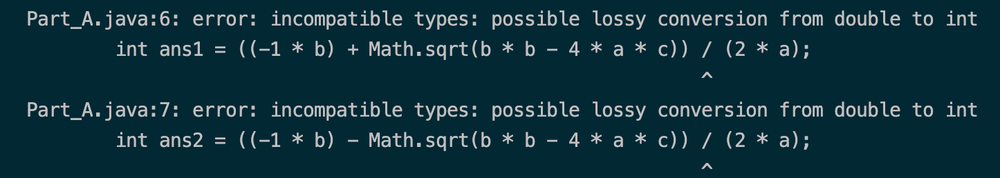 Part_A.java:6: error: incompatible types: possible lossy conversion from double to int
        int ans1 = ((-1 * b) + Math.sqrt(b * b - 4 * a * c)) / (2 * a);
                                                             ^
Part_A.java:7: error: incompatible types: possible lossy conversion from double to int
        int ans2 = ((-1 * b) - Math.sqrt(b * b - 4 * a * c)) / (2 * a);
                                                             ^